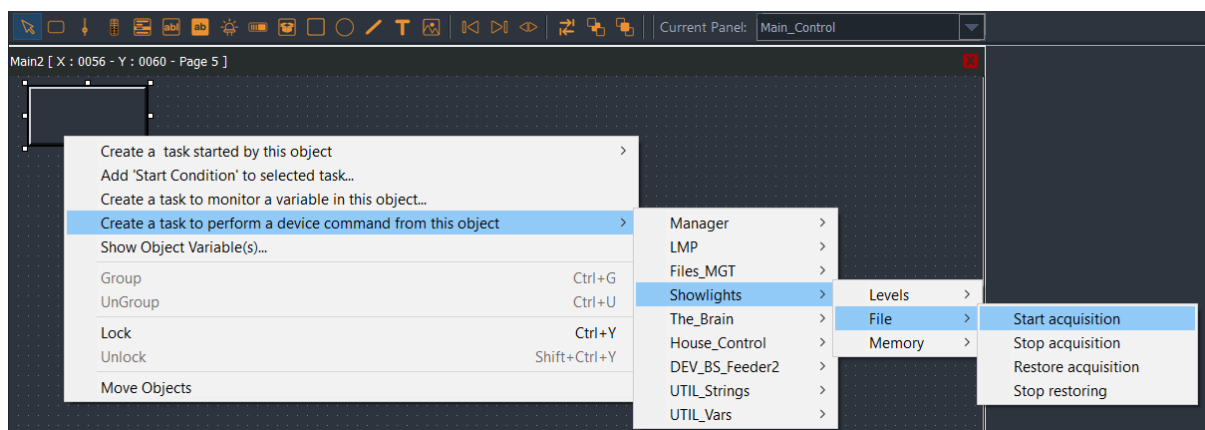 abl ab T Current Panel: Main_Control
Main2 [ X : 0056 - Y : 0060 - Page 5 ] X
Create a  task started by this object >
Add 'Start Condition' to selected task...
Create a task to monitor a variable in this object...
Create a task to perform a device command from this object >
Show Object Variable(s)...
Group Ctrl+G
UnGroup Ctrl+U
Lock Ctrl+Y
Unlock Shift+Ctrl+Y
Move Objects
Manager >
LMP >
Files_MGT >
Showlights >
The_Brain >
House_Control >
DEV_BS_Feeder2 >
UTIL_Strings >
UTIL_Vars >
Levels >
File >
Memory >
Start acquisition
Stop acquisition
Restore acquisition
Stop restoring